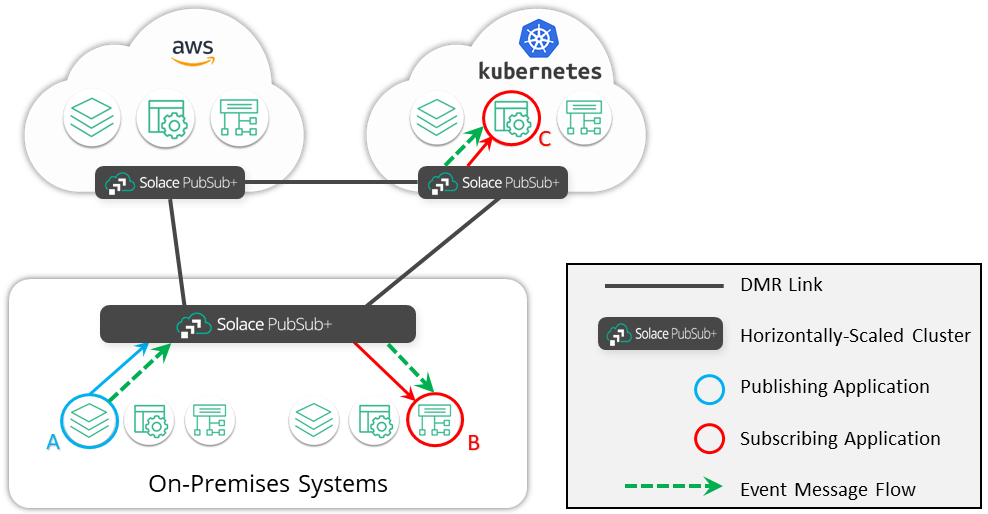 aws
kubernetes
C
Solace PubSub+
Solace PubSub+
Solace PubSub+
A
B
On-Premises Systems
DMR Link
Solace PubSub+
Horizontally-Scaled Cluster
Publishing Application
Subscribing Application
Event Message Flow